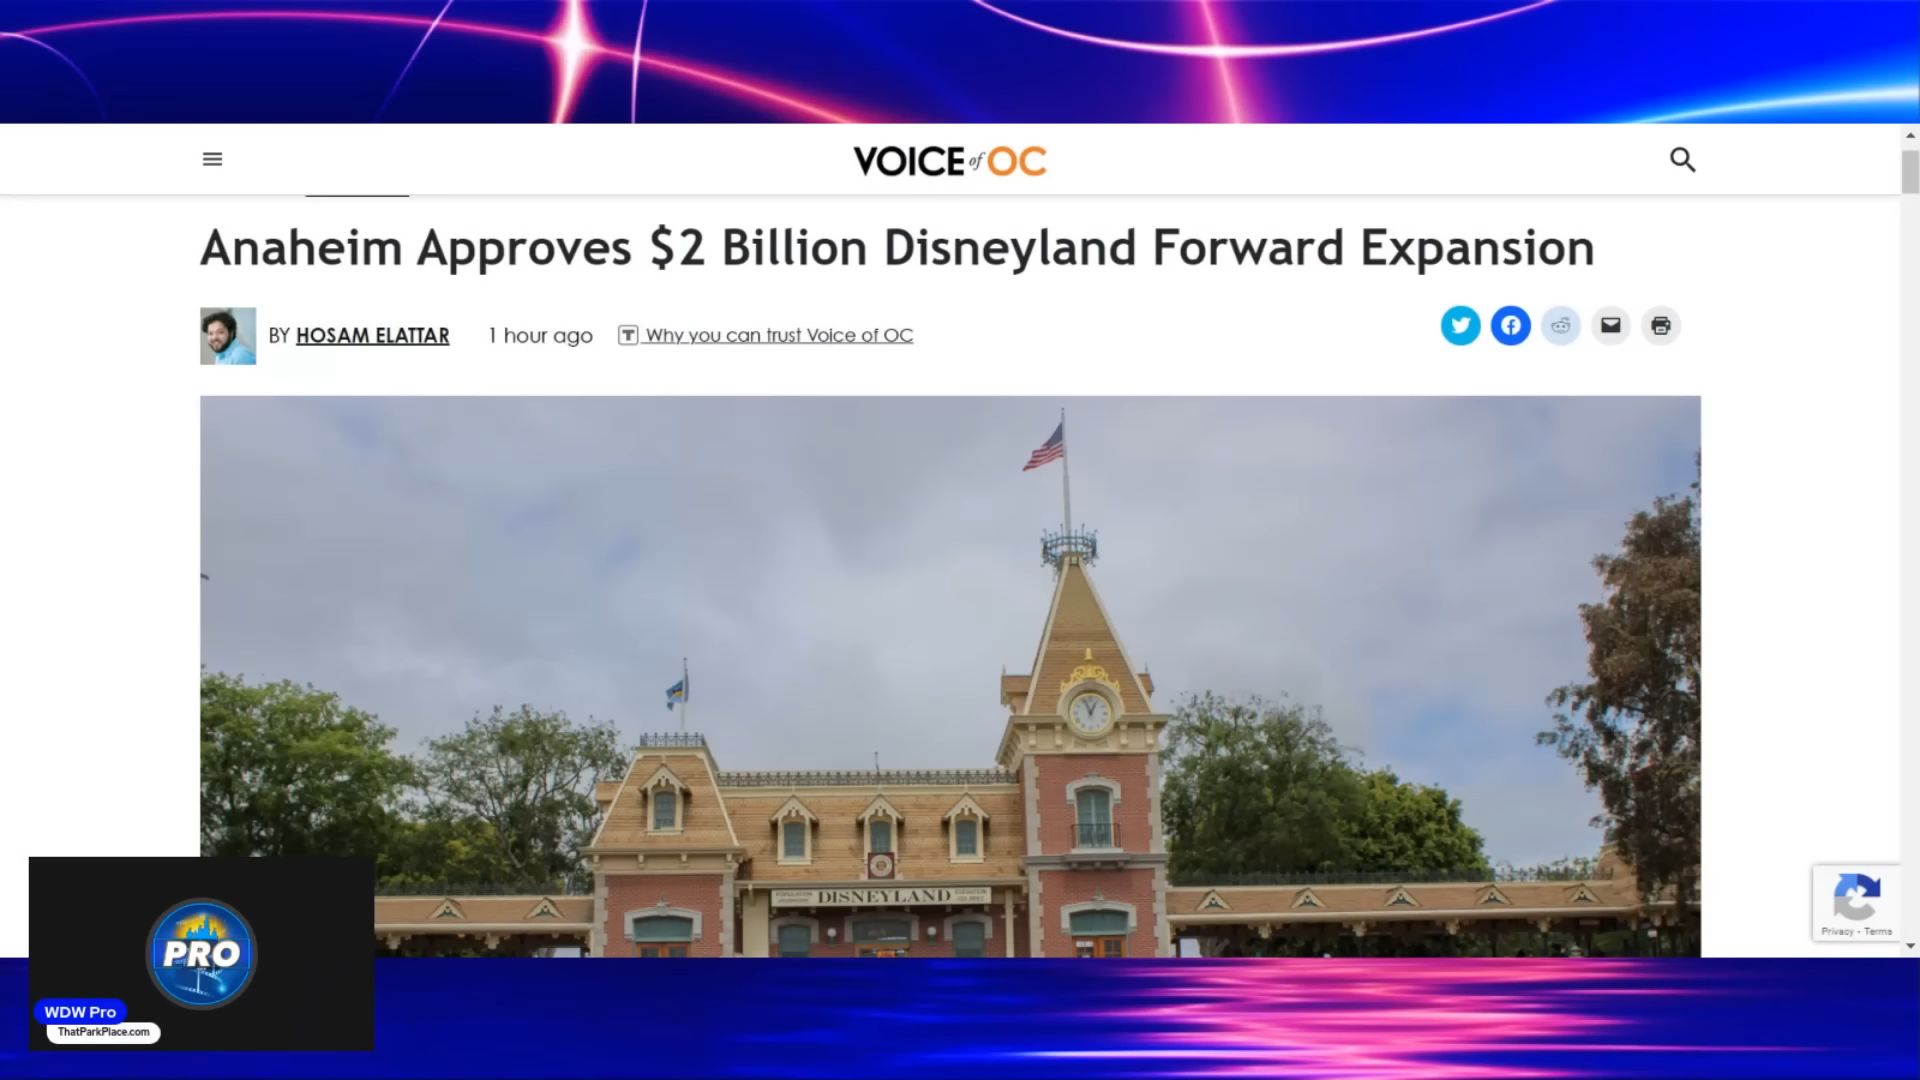 VOICE of OC
Anaheim Approves $2 Billion Disneyland Forward Expansion
BY HOSAM ELATTAR 1 hour ago T Why you can trust Voice of OC
DISNEYLAND
Privacy - Terms
PRO
WDW Pro
ThatParkPlace.com